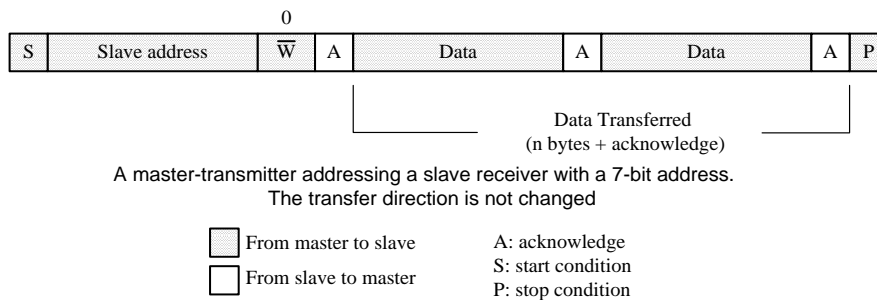 0
S Slave address W̅ A Data A Data A P
Data Transferred
(n bytes + acknowledge)
A master-transmitter addressing a slave receiver with a 7-bit address.
The transfer direction is not changed
From master to slave
From slave to master
A: acknowledge
S: start condition
P: stop condition